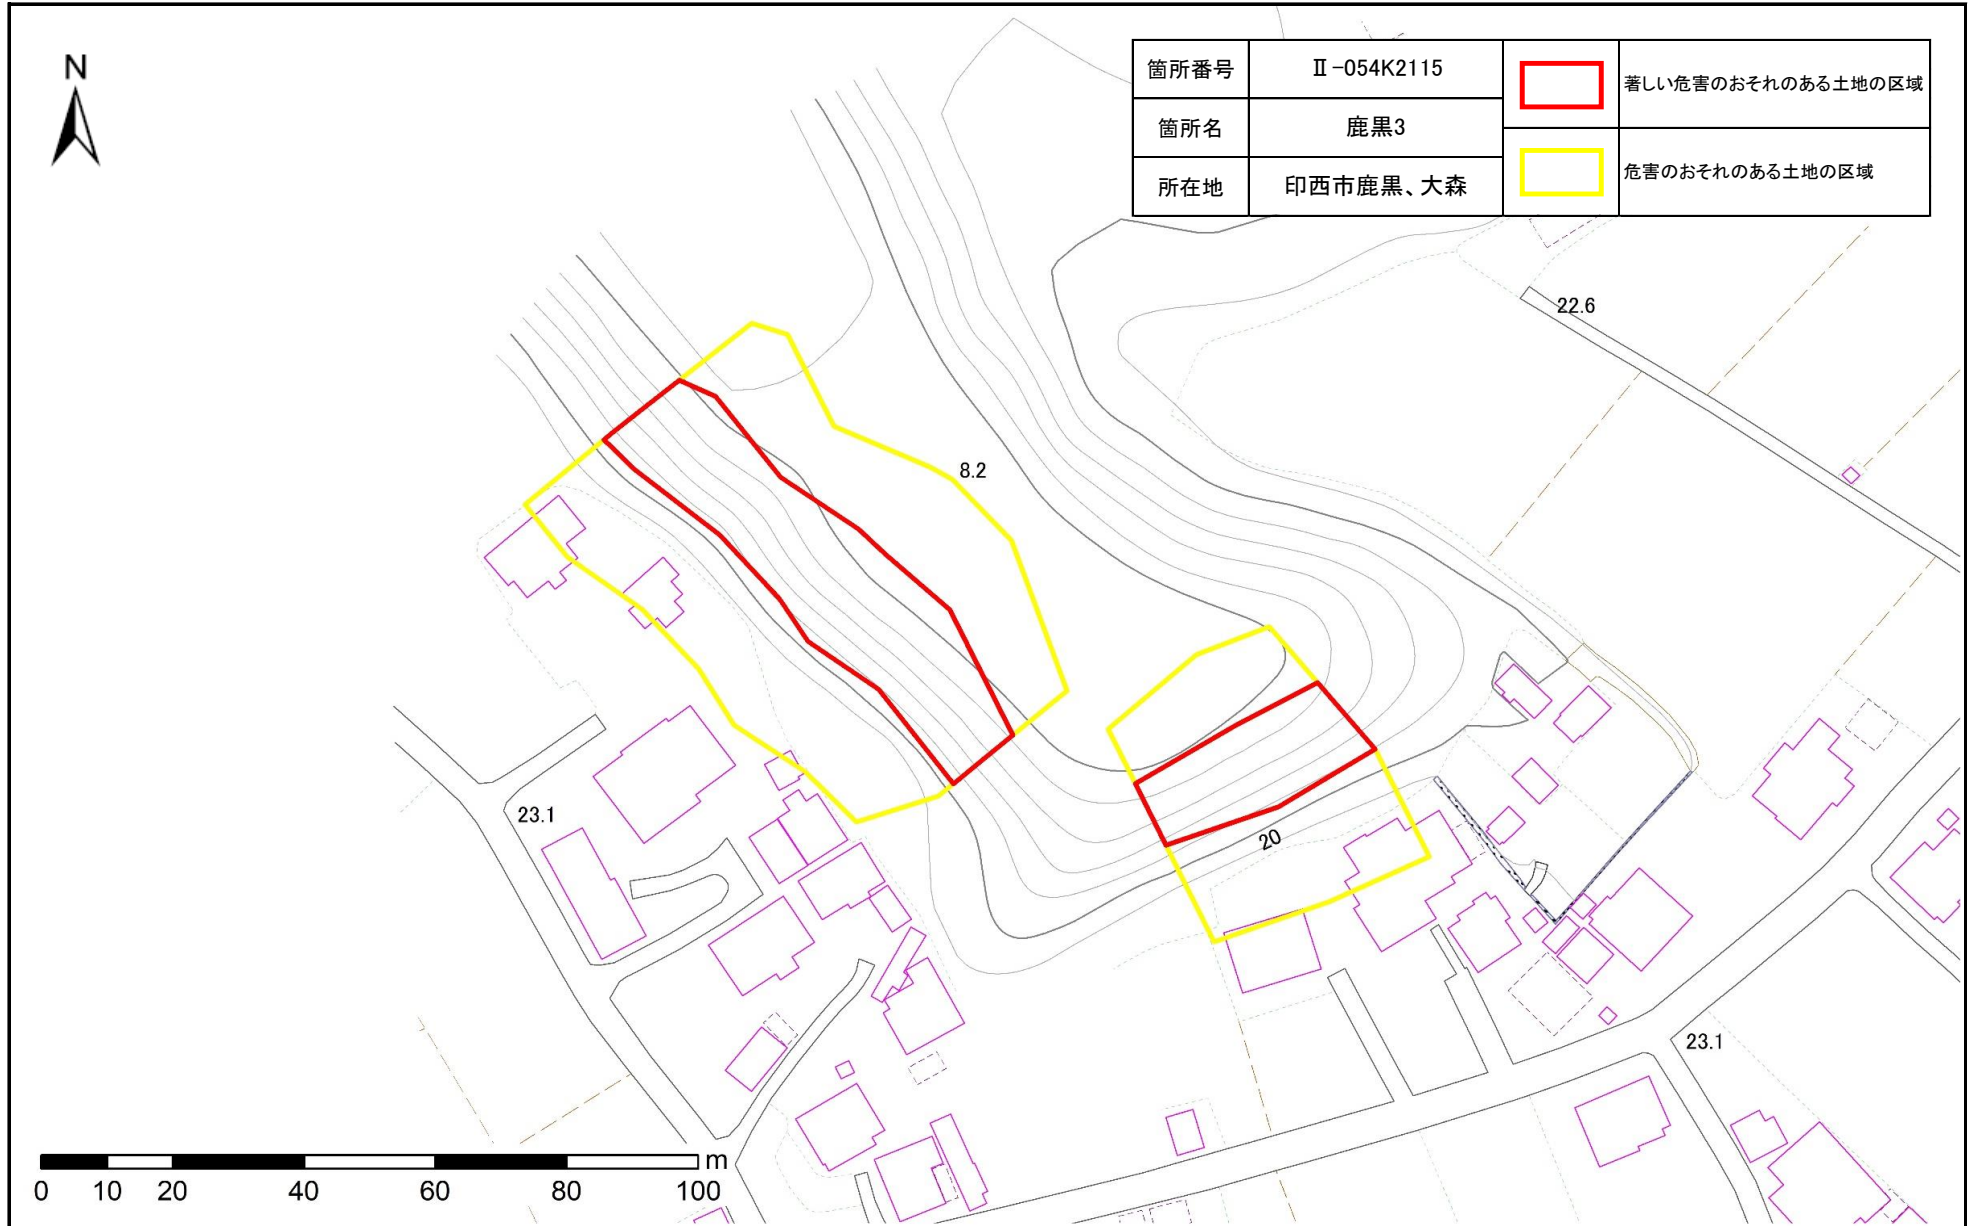 N
箇所番号 Ⅱ-054K2115
著しい危害のおそれのある土地の区域
箇所名 鹿黒3
所在地 印西市鹿黒、大森
危害のおそれのある土地の区域
22.6
8.2
23.1
20
23.1
m
0 10 20 40 60 80 100